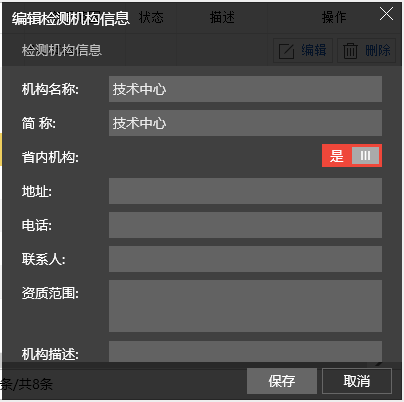 编辑检测机构信息
状态 描述 操作
检测机构信息
编辑 删除
机构名称: 技术中心
简 称: 技术中心
省内机构: 是
地址:
电话:
联系人:
资质范围:
机构描述:
条/共8条
保存 取消